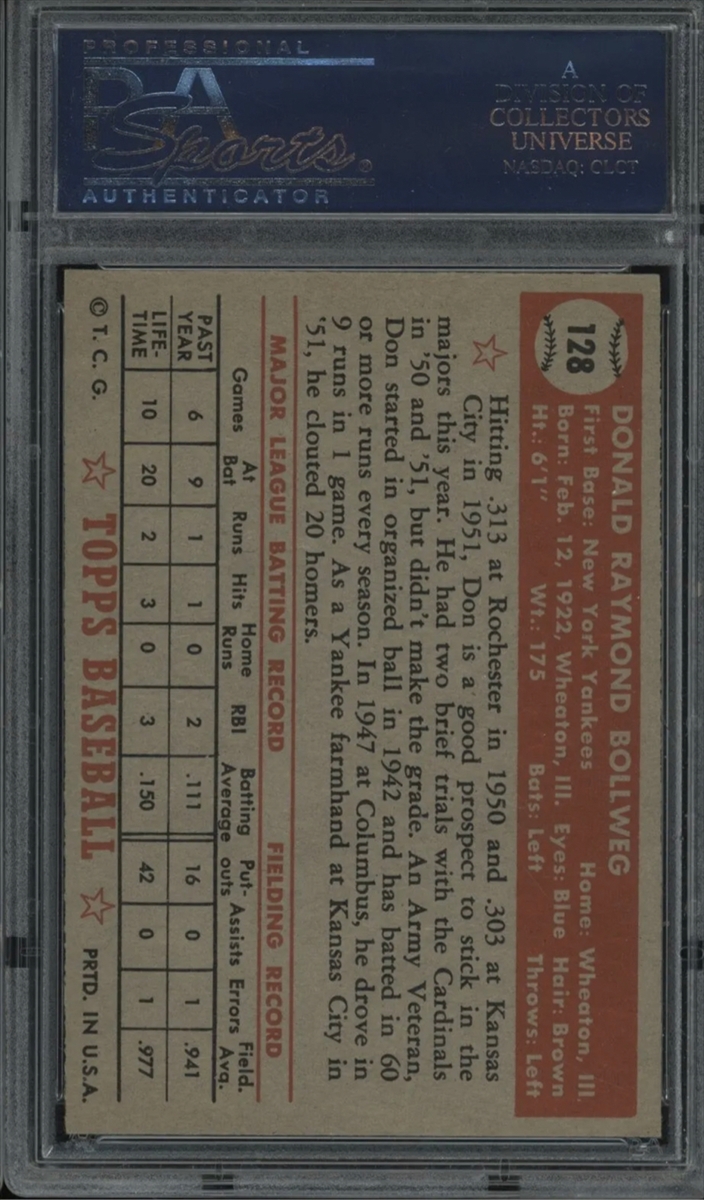 PROFESSIONAL
PSA
Sports®
AUTHENTICATOR
A
DIVISION OF
COLLECTORS
UNIVERSE
NASDAQ: CLCT
128
DONALD RAYMOND BOLLWEG
First Base: New York Yankees Home: Wheaton, Ill.
Born: Feb. 12, 1922, Wheaton, Ill. Eyes: Blue Hair: Brown
Ht.: 6'1" Wt.: 175 Bats: Left Throws: Left
Hitting .313 at Rochester in 1950 and .303 at Kansas
City in 1951, Don is a good prospect to stick in the
majors this year. He had two brief trials with the Cardinals
in '50 and '51, but didn't make the grade. An Army Veteran,
Don started in organized ball in 1942 and has batted in 60
or more runs every season. In 1947 at Columbus, he drove in
9 runs in 1 game. As a Yankee farmhand at Kansas City in
'51, he clouted 20 homers.
MAJOR LEAGUE BATTING RECORD FIELDING RECORD
Games At Bat Runs Hits Home Runs RBI Batting Average Put-outs Assists Errors Field. Avg.
PAST YEAR 6 9 1 1 0 2 .111 16 0 1 .941
LIFE-TIME 10 20 2 3 0 3 .150 42 0 1 .977
© T. C. G. TOPPS BASEBALL PRTD. IN U.S.A.